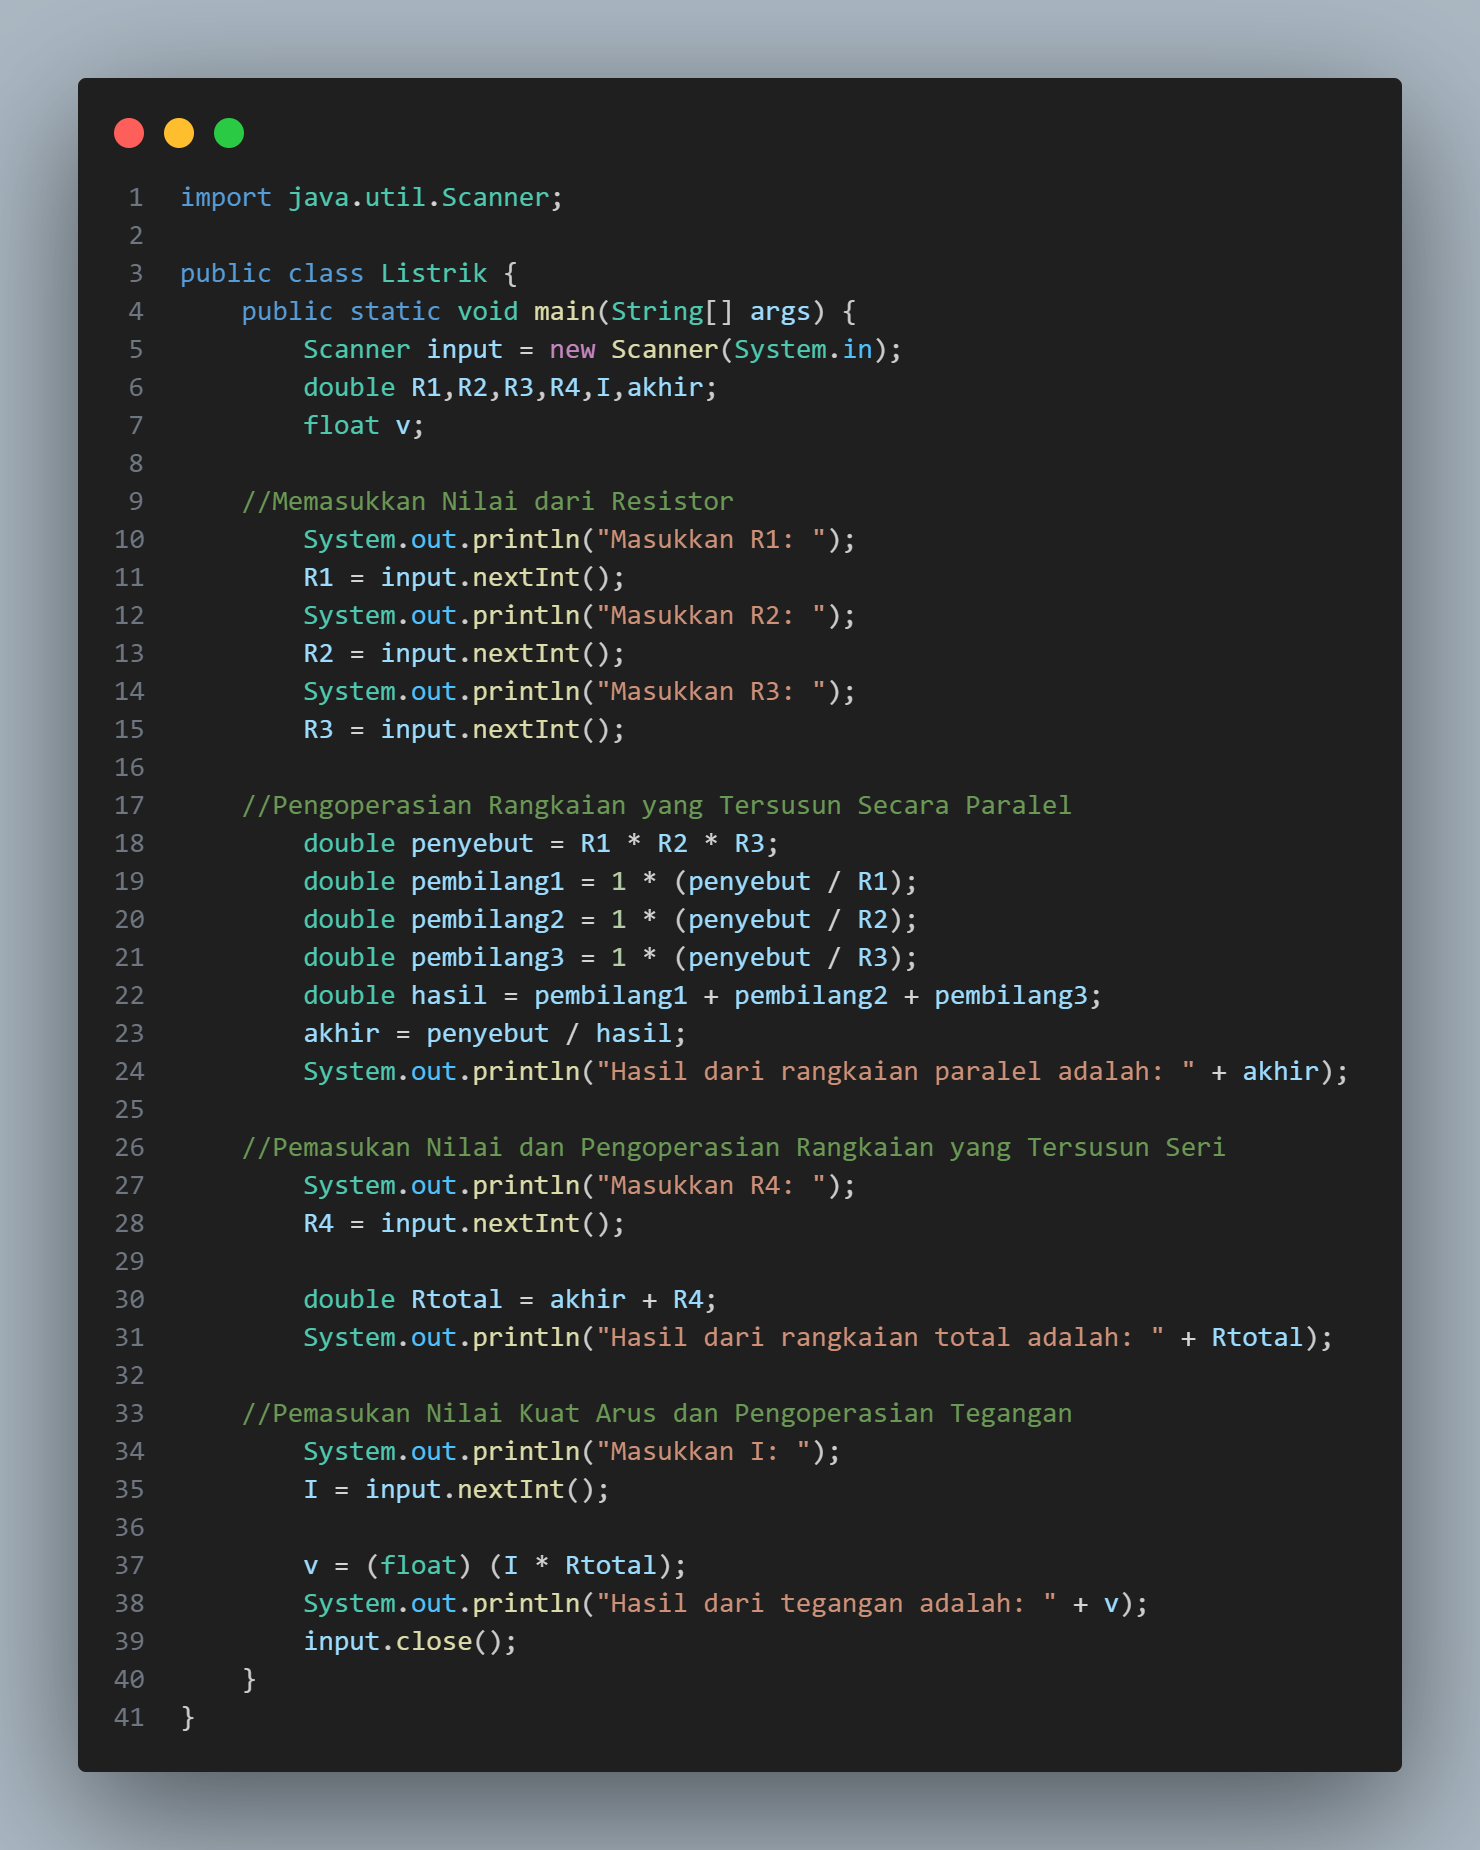 1 import java.util.Scanner;
2
3 public class Listrik {
4     public static void main(String[] args) {
5         Scanner input = new Scanner(System.in);
6         double R1,R2,R3,R4,I,akhir;
7         float v;
8
9     //Memasukkan Nilai dari Resistor
10         System.out.println("Masukkan R1: ");
11         R1 = input.nextInt();
12         System.out.println("Masukkan R2: ");
13         R2 = input.nextInt();
14         System.out.println("Masukkan R3: ");
15         R3 = input.nextInt();
16
17     //Pengoperasian Rangkaian yang Tersusun Secara Paralel
18         double penyebut = R1 * R2 * R3;
19         double pembilang1 = 1 * (penyebut / R1);
20         double pembilang2 = 1 * (penyebut / R2);
21         double pembilang3 = 1 * (penyebut / R3);
22         double hasil = pembilang1 + pembilang2 + pembilang3;
23         akhir = penyebut / hasil;
24         System.out.println("Hasil dari rangkaian paralel adalah: " + akhir);
25
26     //Pemasukan Nilai dan Pengoperasian Rangkaian yang Tersusun Seri
27         System.out.println("Masukkan R4: ");
28         R4 = input.nextInt();
29
30         double Rtotal = akhir + R4;
31         System.out.println("Hasil dari rangkaian total adalah: " + Rtotal);
32
33     //Pemasukan Nilai Kuat Arus dan Pengoperasian Tegangan
34         System.out.println("Masukkan I: ");
35         I = input.nextInt();
36
37         v = (float) (I * Rtotal);
38         System.out.println("Hasil dari tegangan adalah: " + v);
39         input.close();
40     }
41 }